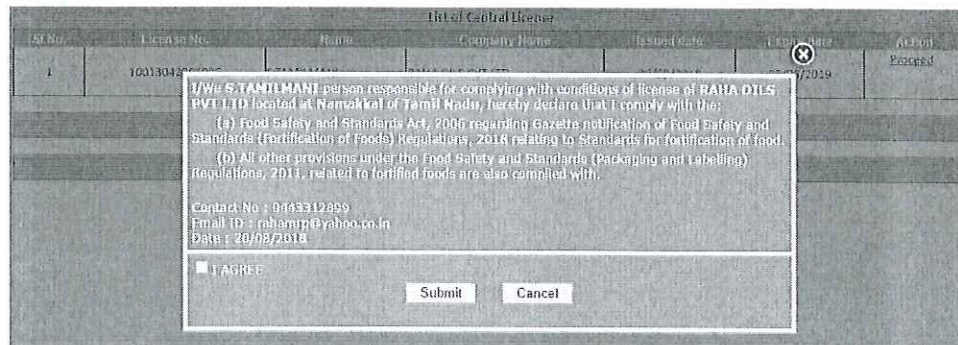 List of Central License
Sl No. License No. Name Company Name Issued date Expiry date Action
1 Proceed
I/We S.TAMILMANI person responsible for complying with conditions of license of RAHA OILS
PVT LTD located at Namakkal of Tamil Nadu, hereby declare that I comply with the:
(a) Food Safety and Standards Act, 2006 regarding Gazette notification of Food Safety and
Standards (Fortification of Foods) Regulations, 2018 relating to Standards for fortification of food.
(b) All other provisions under the Food Safety and Standards (Packaging and Labelling)
Regulations, 2011, related to fortified foods are also complied with.
Contact No : 9443312899
Email ID : rahamrp@yahoo.co.in
Date : 28/08/2018
I AGREE
Submit Cancel